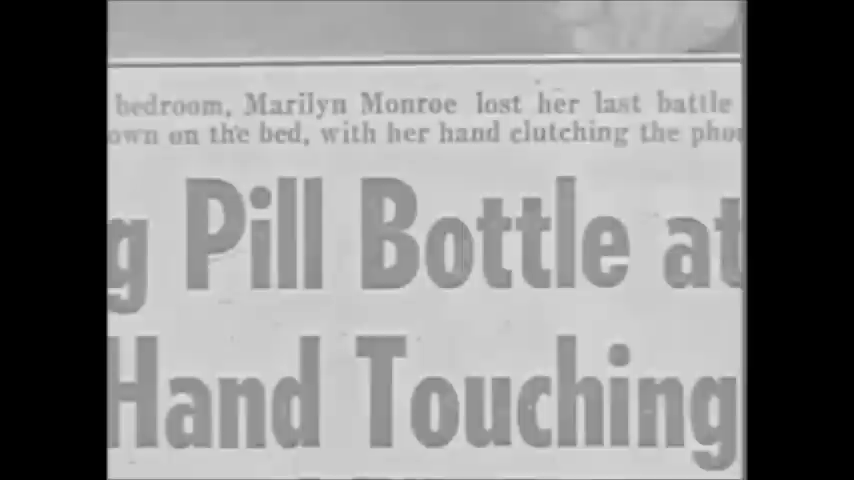 bedroom, Marilyn Monroe lost her last battle
own on the bed, with her hand clutching the phon
g Pill Bottle at
Hand Touching